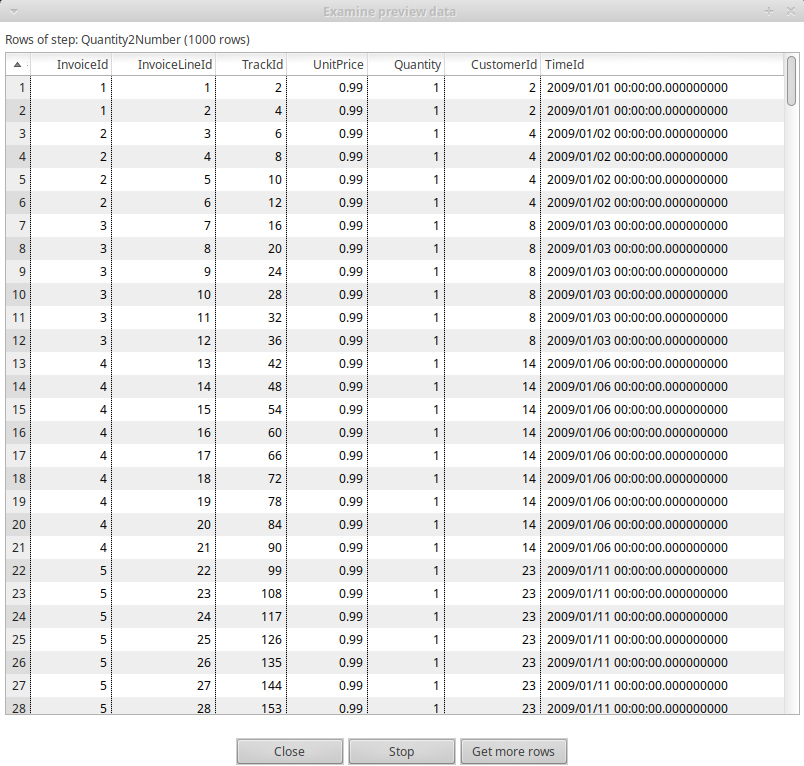 Examine preview data
Rows of step: Quantity2Number (1000 rows)
InvoiceId InvoiceLineId TrackId UnitPrice Quantity CustomerId TimeId
1 1 1 2 0.99 1 2 2009/01/01 00:00:00.000000000
2 1 2 4 0.99 1 2 2009/01/01 00:00:00.000000000
3 2 3 6 0.99 1 4 2009/01/02 00:00:00.000000000
4 2 4 8 0.99 1 4 2009/01/02 00:00:00.000000000
5 2 5 10 0.99 1 4 2009/01/02 00:00:00.000000000
6 2 6 12 0.99 1 4 2009/01/02 00:00:00.000000000
7 3 7 16 0.99 1 8 2009/01/03 00:00:00.000000000
8 3 8 20 0.99 1 8 2009/01/03 00:00:00.000000000
9 3 9 24 0.99 1 8 2009/01/03 00:00:00.000000000
10 3 10 28 0.99 1 8 2009/01/03 00:00:00.000000000
11 3 11 32 0.99 1 8 2009/01/03 00:00:00.000000000
12 3 12 36 0.99 1 8 2009/01/03 00:00:00.000000000
13 4 13 42 0.99 1 14 2009/01/06 00:00:00.000000000
14 4 14 48 0.99 1 14 2009/01/06 00:00:00.000000000
15 4 15 54 0.99 1 14 2009/01/06 00:00:00.000000000
16 4 16 60 0.99 1 14 2009/01/06 00:00:00.000000000
17 4 17 66 0.99 1 14 2009/01/06 00:00:00.000000000
18 4 18 72 0.99 1 14 2009/01/06 00:00:00.000000000
19 4 19 78 0.99 1 14 2009/01/06 00:00:00.000000000
20 4 20 84 0.99 1 14 2009/01/06 00:00:00.000000000
21 4 21 90 0.99 1 14 2009/01/06 00:00:00.000000000
22 5 22 99 0.99 1 23 2009/01/11 00:00:00.000000000
23 5 23 108 0.99 1 23 2009/01/11 00:00:00.000000000
24 5 24 117 0.99 1 23 2009/01/11 00:00:00.000000000
25 5 25 126 0.99 1 23 2009/01/11 00:00:00.000000000
26 5 26 135 0.99 1 23 2009/01/11 00:00:00.000000000
27 5 27 144 0.99 1 23 2009/01/11 00:00:00.000000000
28 5 28 153 0.99 1 23 2009/01/11 00:00:00.000000000
Close Stop Get more rows